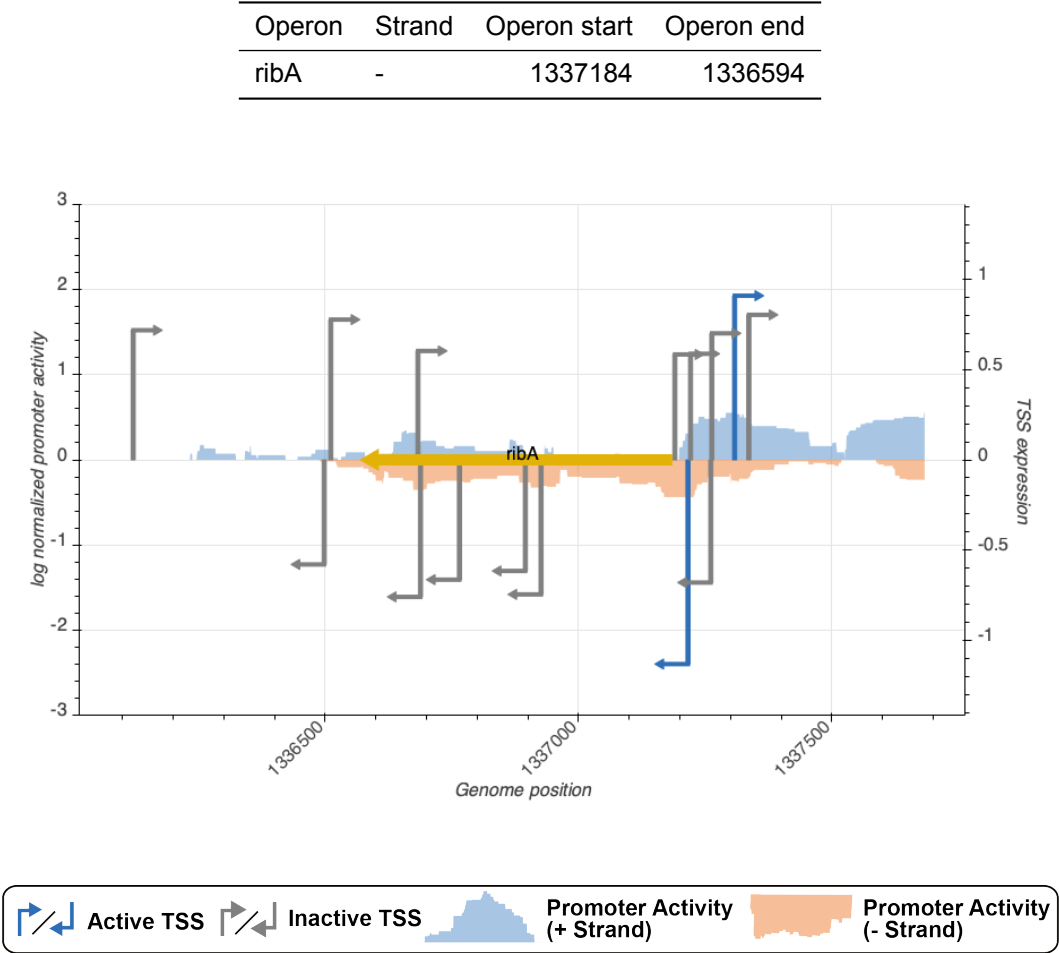 Operon Strand Operon start Operon end
ribA - 1337184 1336594
3
2
1
0
-1
-2
-3
log normalized promoter activity
1
0.5
0
-0.5
-1
TSS expression
ribA
1336500
1337000
1337500
Genome position
Active TSS
Inactive TSS
Promoter Activity
(+ Strand)
Promoter Activity
(- Strand)